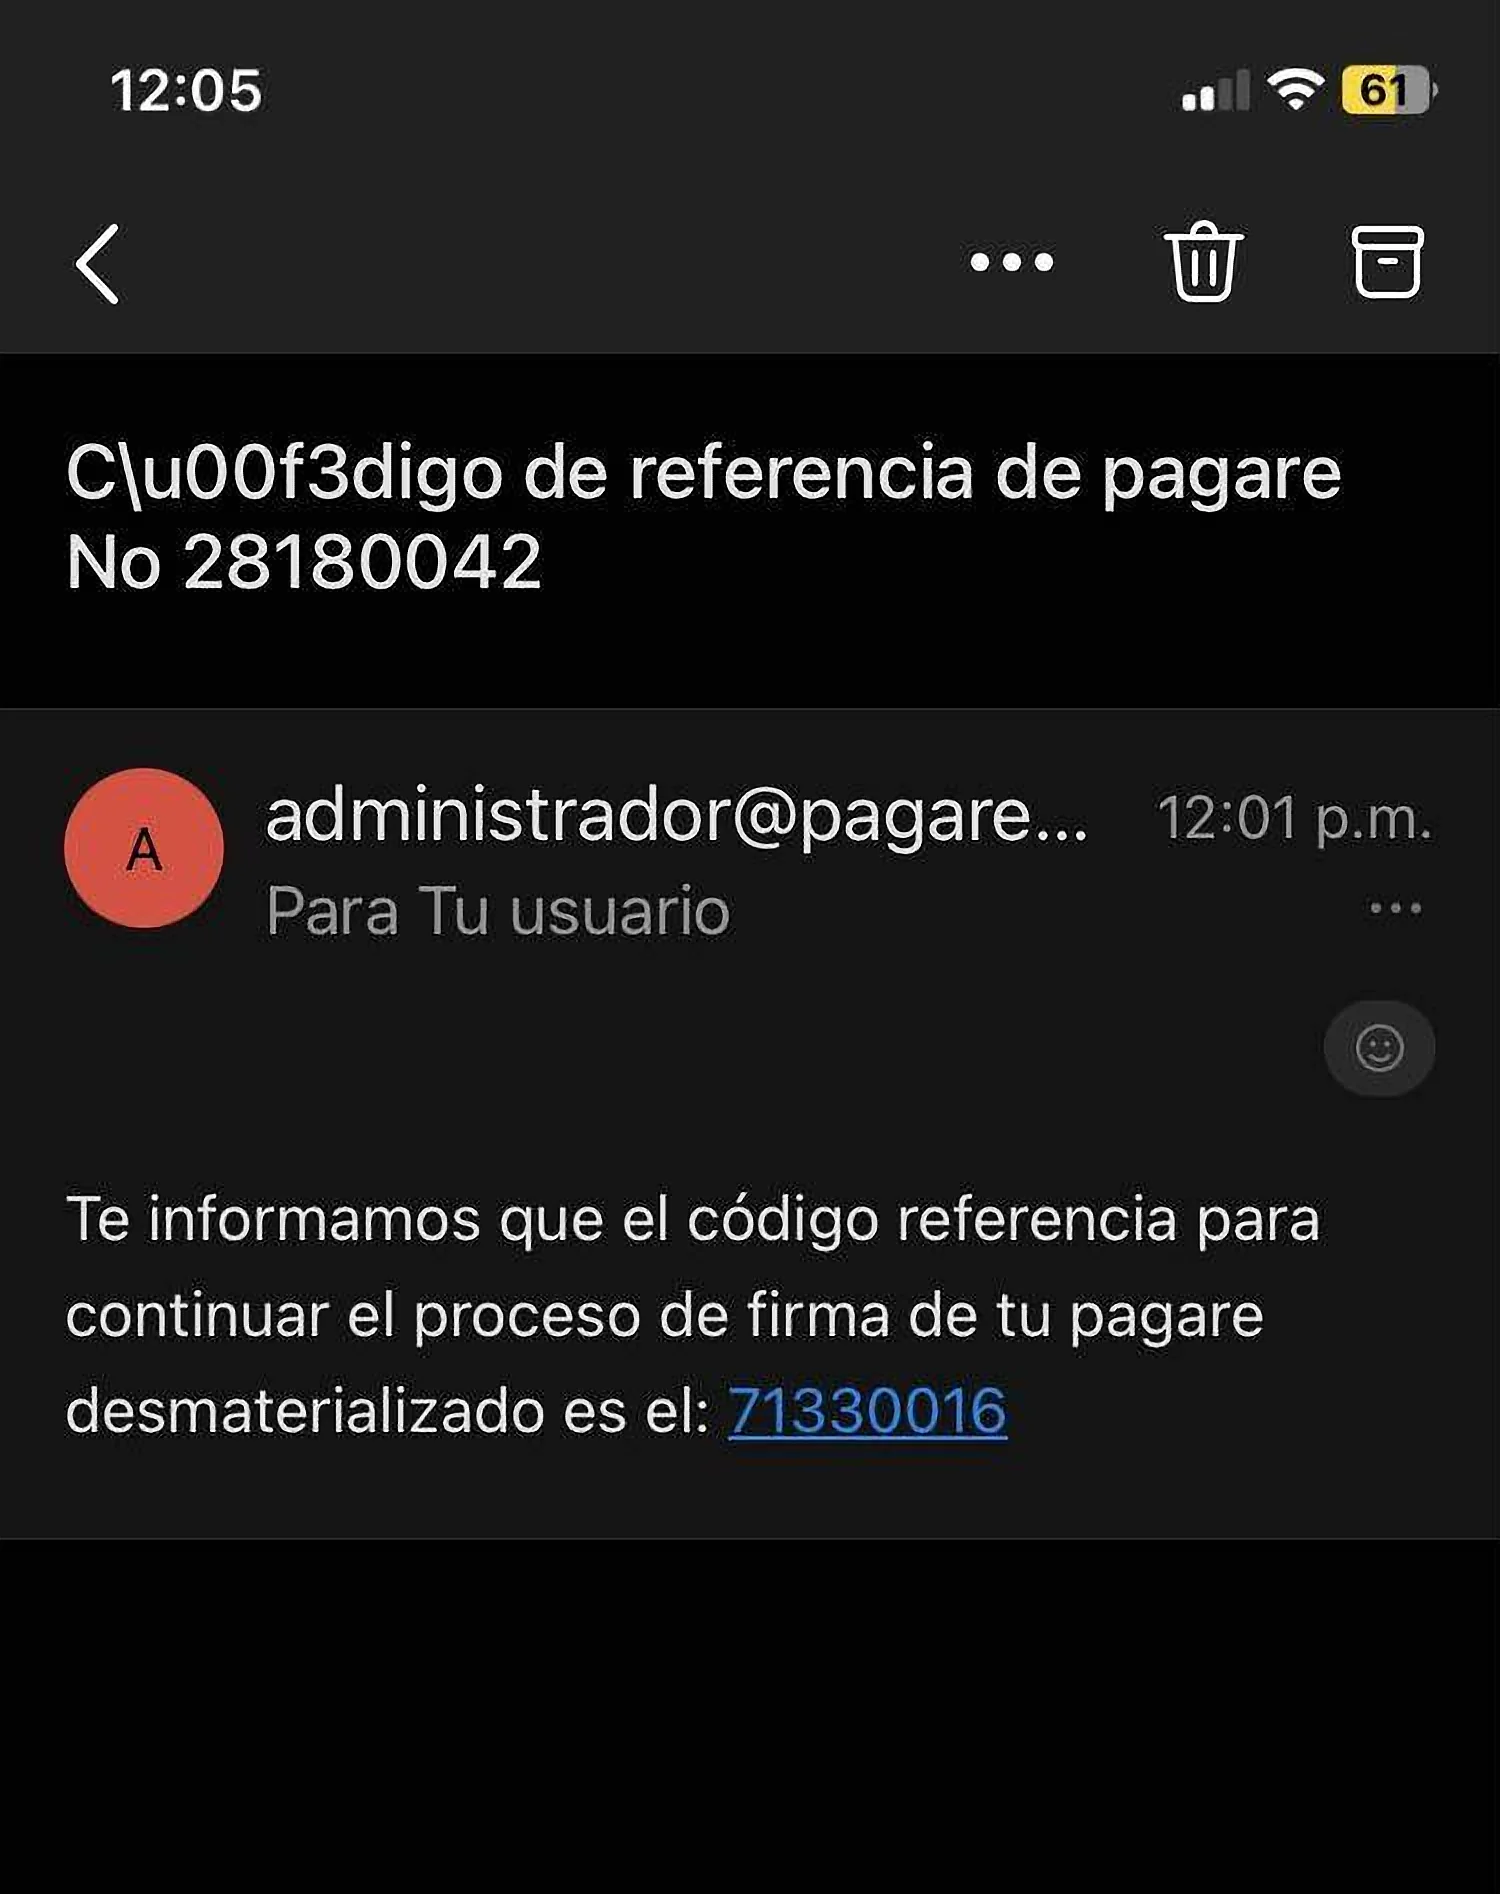 12:05
61
C\u00f3digo de referencia de pagare
No 28180042
A
administrador@pagare...
12:01 p.m.
Para Tu usuario
Te informamos que el código referencia para
continuar el proceso de firma de tu pagare
desmaterializado es el: 71330016